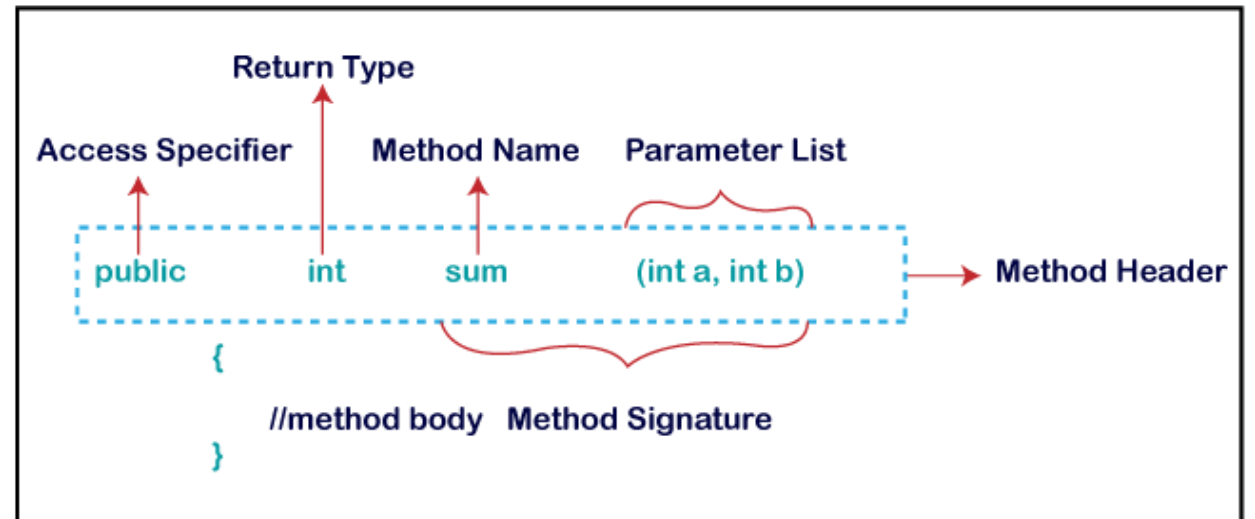 Return Type
Access Specifier Method Name Parameter List
public int sum (int a, int b) Method Header
{
//method body Method Signature
}